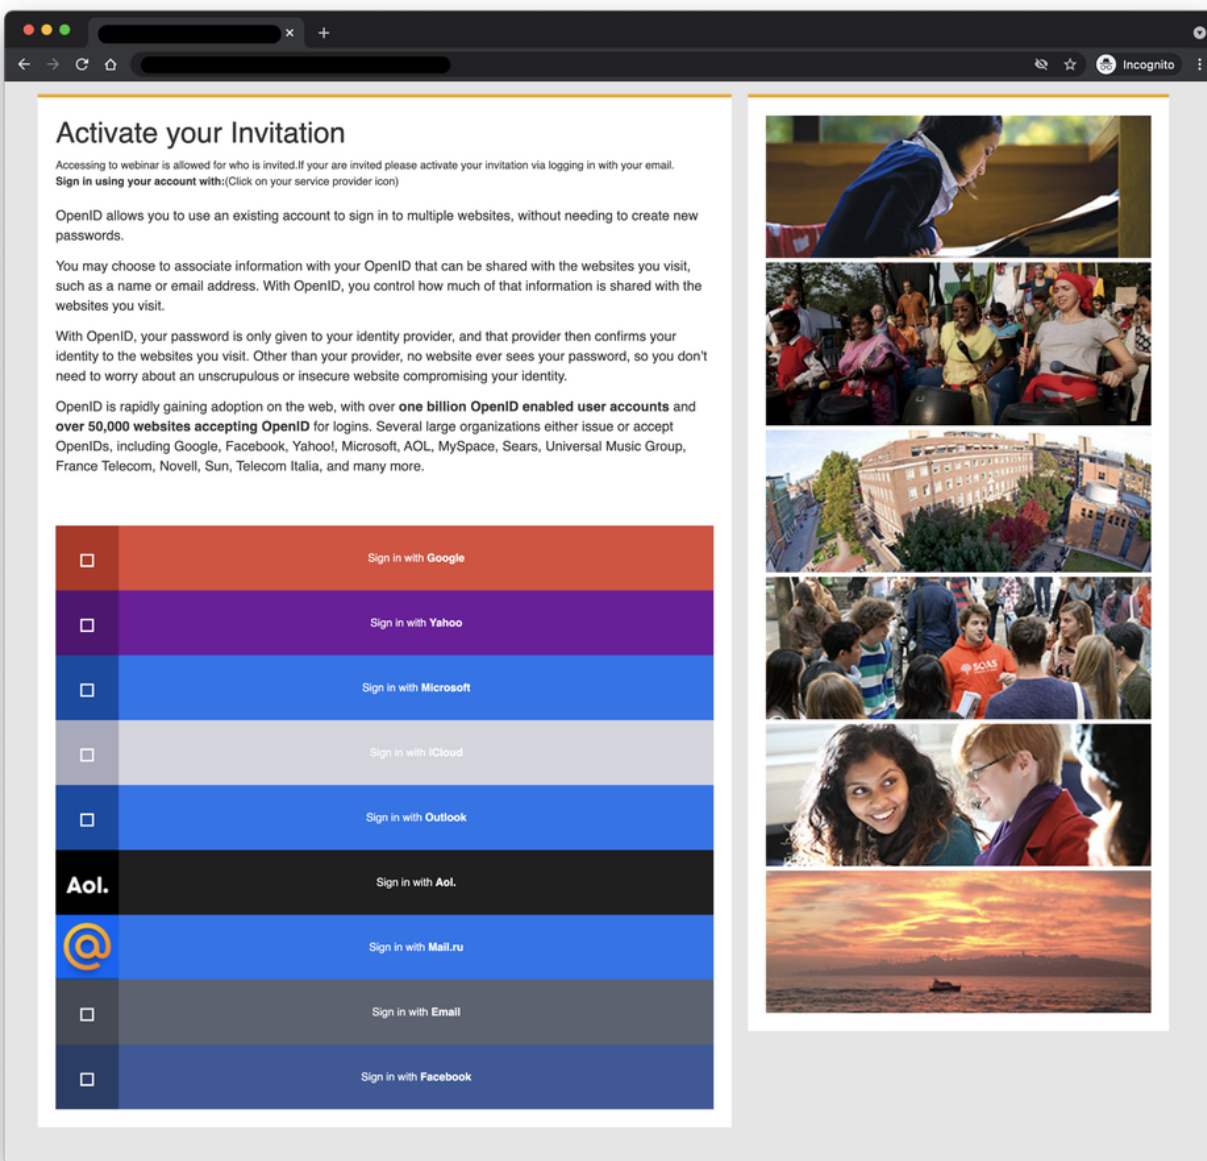 Incognito
Activate your Invitation
Accessing to webinar is allowed for who is invited.If your are invited please activate your invitation via logging in with your email.
Sign in using your account with:(Click on your service provider icon)
OpenID allows you to use an existing account to sign in to multiple websites, without needing to create new
passwords.
You may choose to associate information with your OpenID that can be shared with the websites you visit,
such as a name or email address. With OpenID, you control how much of that information is shared with the
websites you visit.
With OpenID, your password is only given to your identity provider, and that provider then confirms your
identity to the websites you visit. Other than your provider, no website ever sees your password, so you don't
need to worry about an unscrupulous or insecure website compromising your identity.
OpenID is rapidly gaining adoption on the web, with over one billion OpenID enabled user accounts and
over 50,000 websites accepting OpenID for logins. Several large organizations either issue or accept
OpenIDs, including Google, Facebook, Yahoo!, Microsoft, AOL, MySpace, Sears, Universal Music Group,
France Telecom, Novell, Sun, Telecom Italia, and many more.
Sign in with Google
Sign in with Yahoo
Sign in with Microsoft
Sign in with iCloud
Sign in with Outlook
Aol.
Sign in with Aol.
@
Sign in with Mail.ru
Sign in with Email
Sign in with Facebook
SOAS